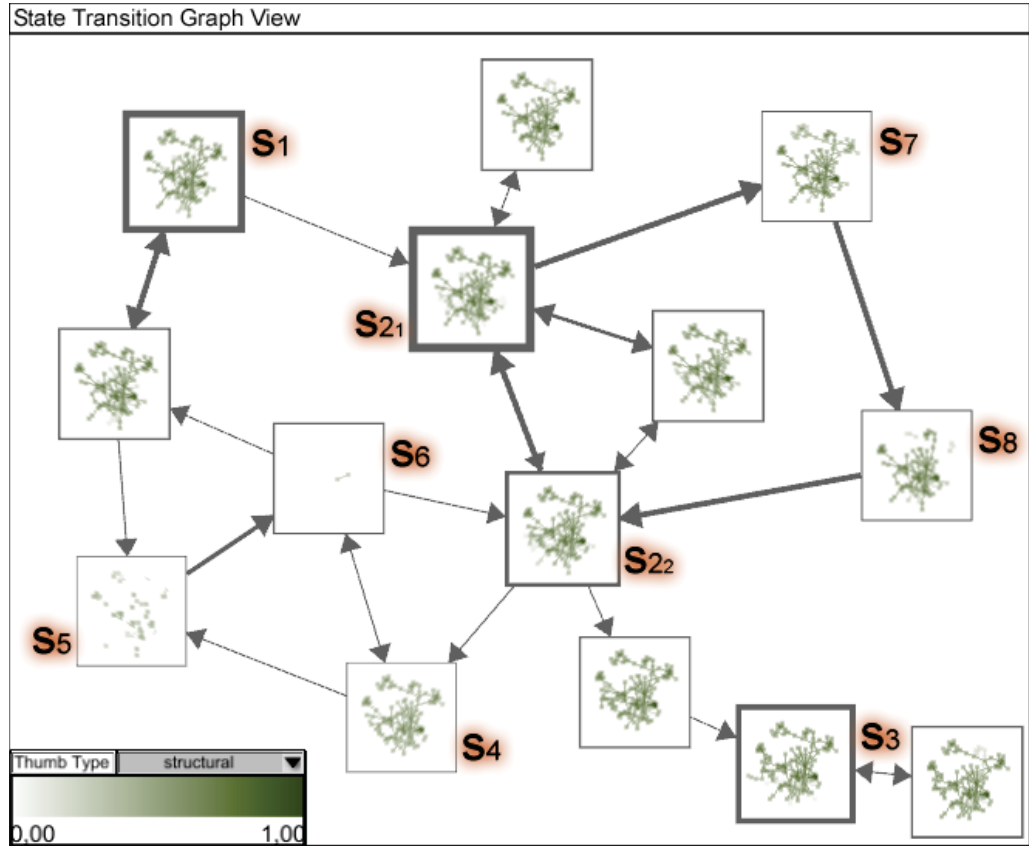 State Transition Graph View
S1
S7
S21
S8
S6
S22
S5
S4
S3
Thumb Type structural
0,00 1,00